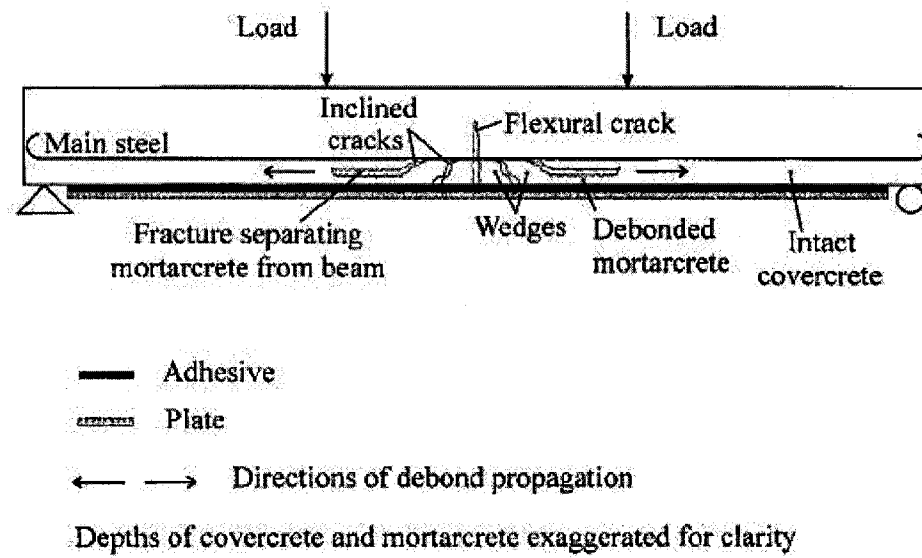 Load
Load
Inclined
cracks
Flexural crack
Main steel
Fracture separating
mortarcrete from beam
Wedges
Debonded
mortarcrete
Intact
covercrete
Adhesive
Plate
Directions of debond propagation
Depths of covercrete and mortarcrete exaggerated for clarity